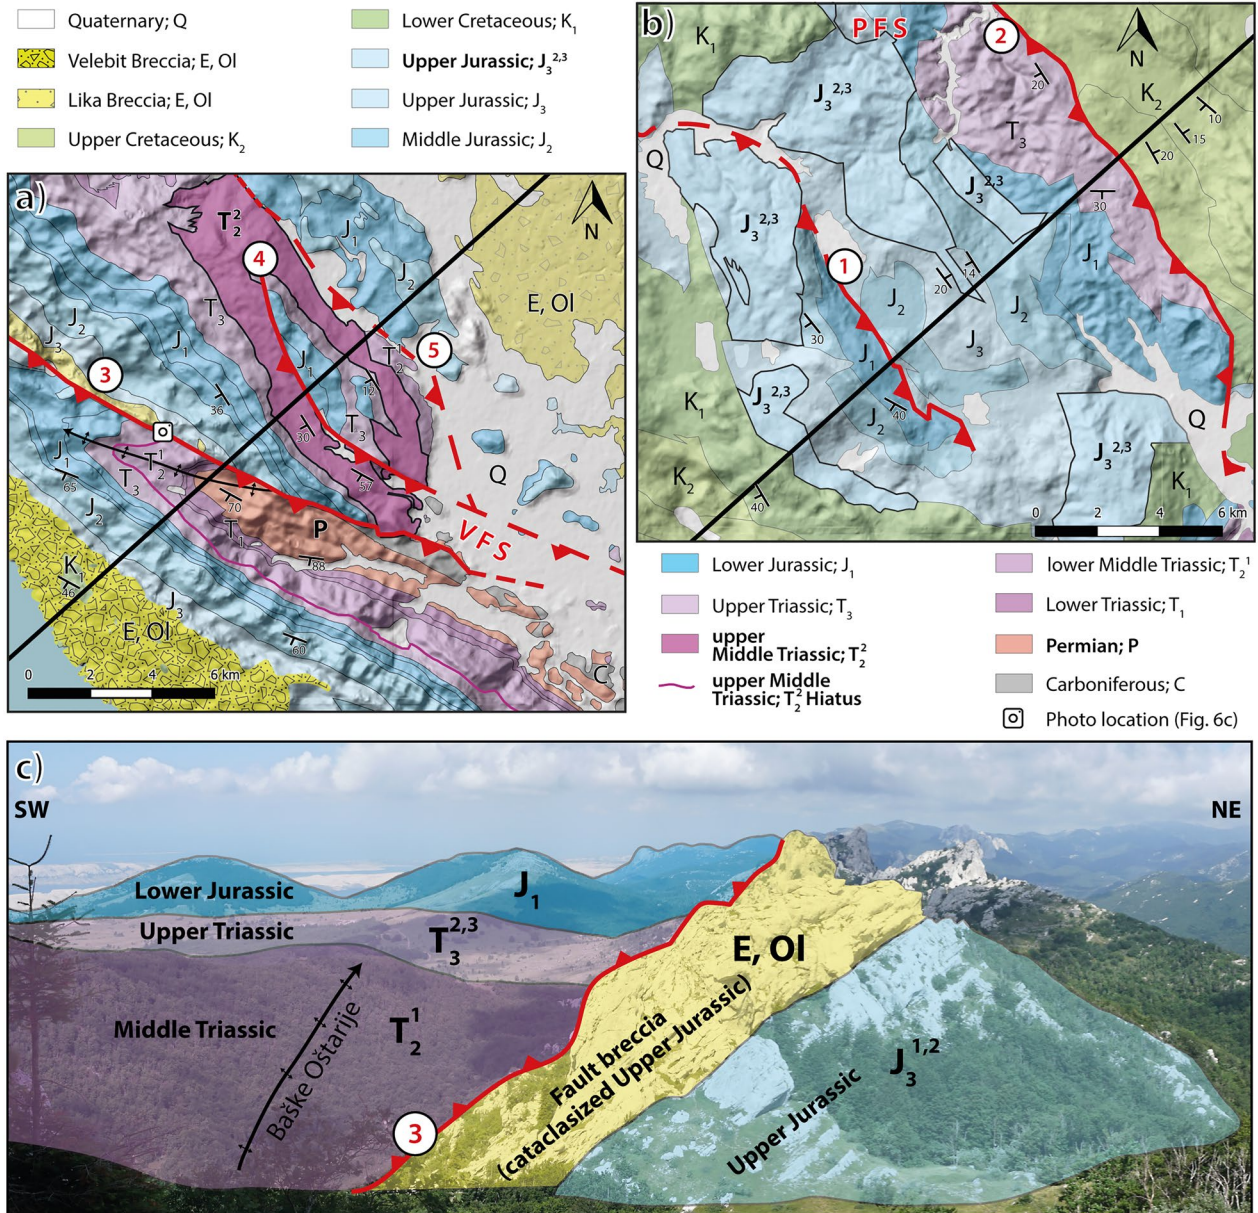 Quaternary; Q
Velebit Breccia; E, Ol
Lika Breccia; E, Ol
Upper Cretaceous; K2
Lower Cretaceous; K1
Upper Jurassic; J3 2,3
Upper Jurassic; J3
Middle Jurassic; J2
a)
T2 2
4
J1
J2
N
E, Ol
T3
J2
J3
J1
3
J1
T2 1
5
12
36
30
T3
J1
65
T3
T2 1
57
Q
J2
70
T1
P
88
VFS
K1
46
J3
E, Ol
60
C
0 2 4 6 km
b)
K1
PFS
2
N
J3 2,3
20
K2
10
15
20
T3
Q
J3 2,3
J3 2,3
30
1
J1
14
20
J2
J2
30
J1
J3
J3 2,3
40
J2
K1
Q
J3 2,3
K2
K1
40
0 2 4 6 km
Lower Jurassic; J1
Upper Triassic; T3
upper
Middle Triassic; T2 2
upper Middle
Triassic; T2 2 Hiatus
lower Middle Triassic; T2 1
Lower Triassic; T1
Permian; P
Carboniferous; C
Photo location (Fig. 6c)
c)
SW
NE
Lower Jurassic
J1
Upper Triassic
T3 2,3
E, Ol
Middle Triassic
T2 1
Baške Oštarije
Fault breccia
(cataclasized Upper Jurassic)
J3 1,2
Upper Jurassic
3